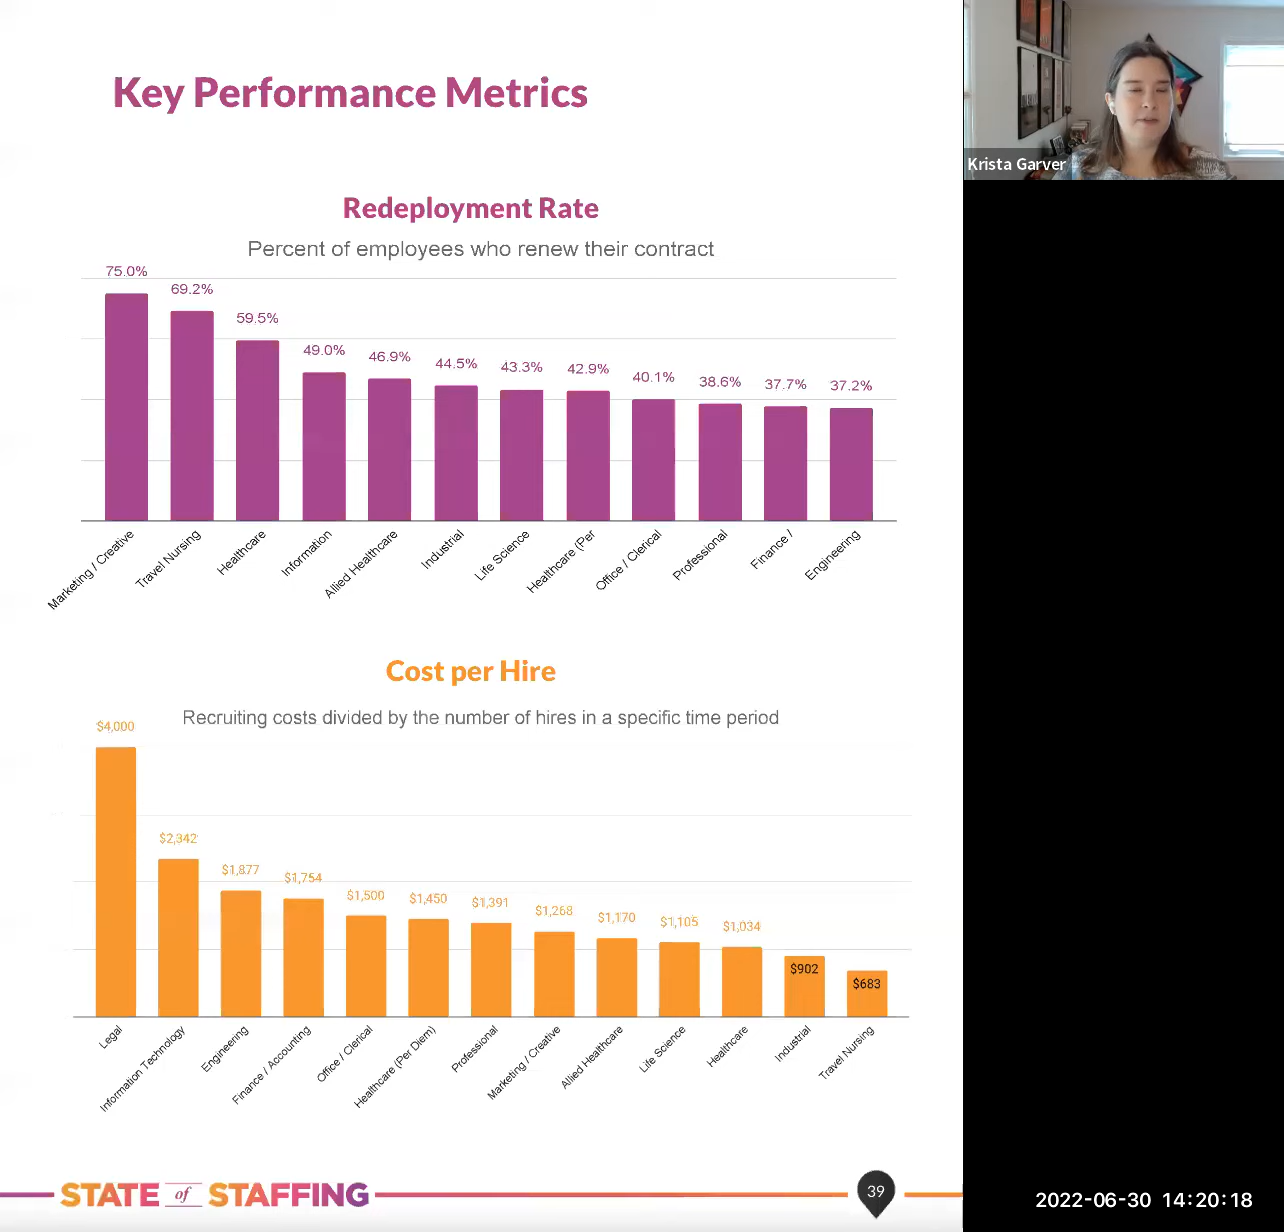 Key Performance Metrics
Krista Garver
Redeployment Rate
Percent of employees who renew their contract
75.0%
69.2%
59.5%
49.0%
46.9%
44.5%
43.3%
42.9%
40.1%
38.6%
37.7%
37.2%
Marketing / Creative
Travel Nursing
Healthcare
Information
Allied Healthcare
Industrial
Life Science
Healthcare (Per
Office / Clerical
Professional
Finance /
Engineering
Cost per Hire
Recruiting costs divided by the number of hires in a specific time period
$4,000
$2,342
$1,877
$1,754
$1,500
$1,450
$1,391
$1,268
$1,170
$1,105
$1,034
$902
$683
Legal
Information Technology
Engineering
Finance / Accounting
Office / Clerical
Healthcare (Per Diem)
Professional
Marketing / Creative
Allied Healthcare
Life Science
Healthcare
Industrial
Travel Nursing
STATE of STAFFING
39
2022-06-30 14:20:18